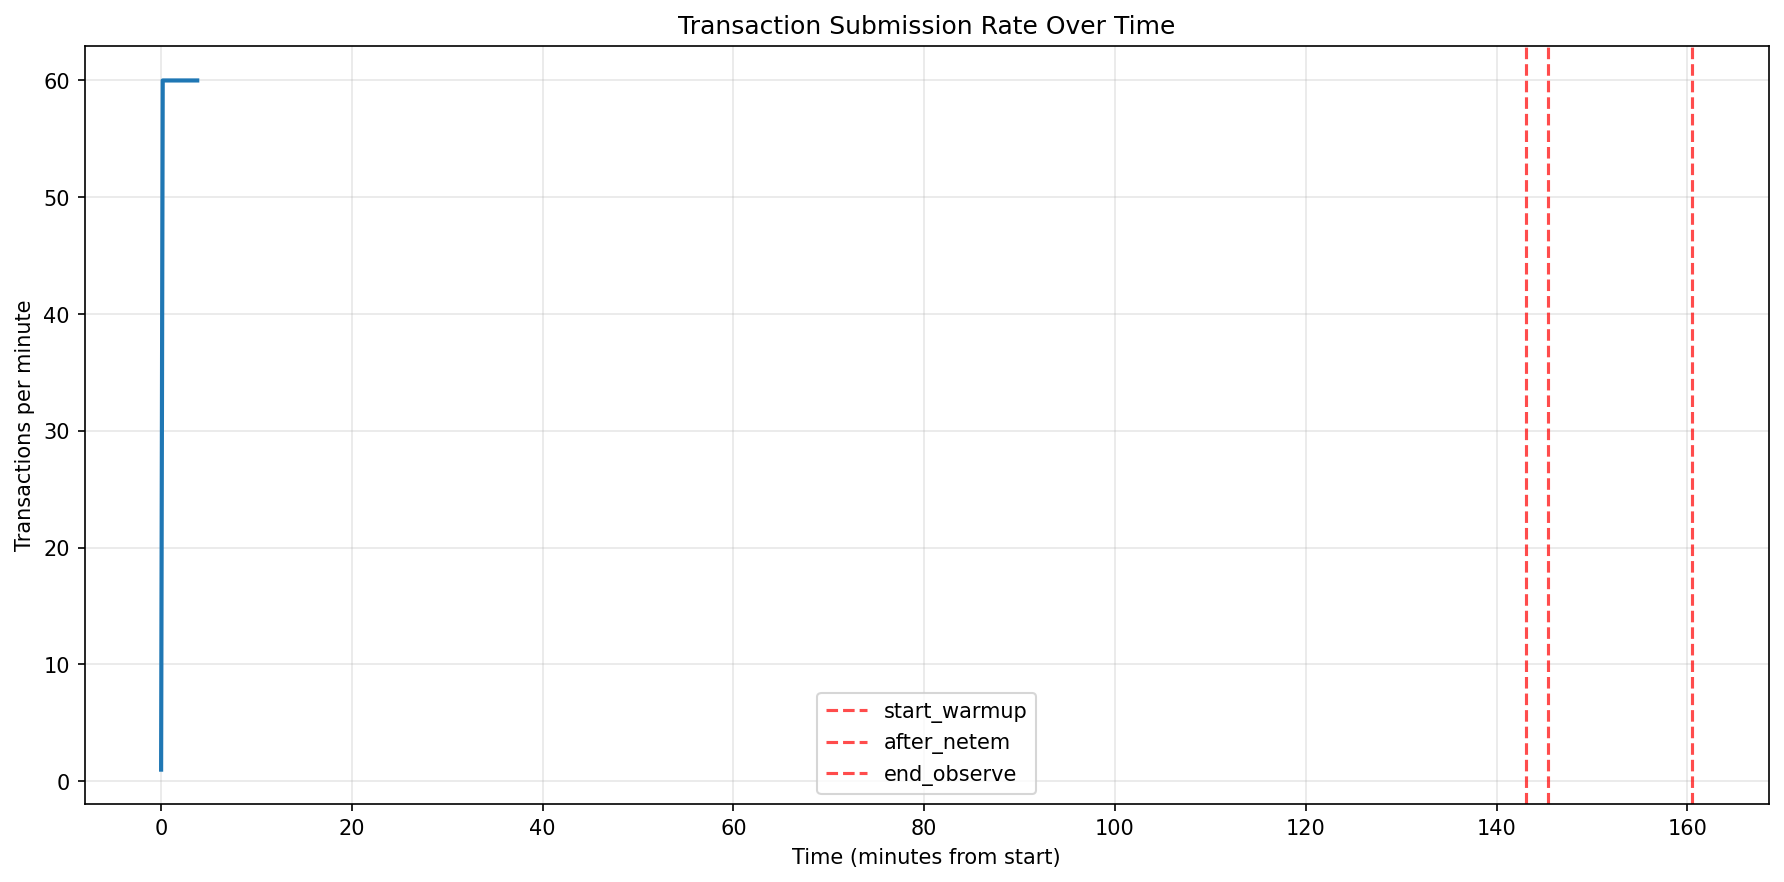 Transaction Submission Rate Over Time
Transactions per minute
60
50
40
30
20
10
0
start_warmup
after_netem
end_observe
0 20 40 60 80 100 120 140 160
Time (minutes from start)